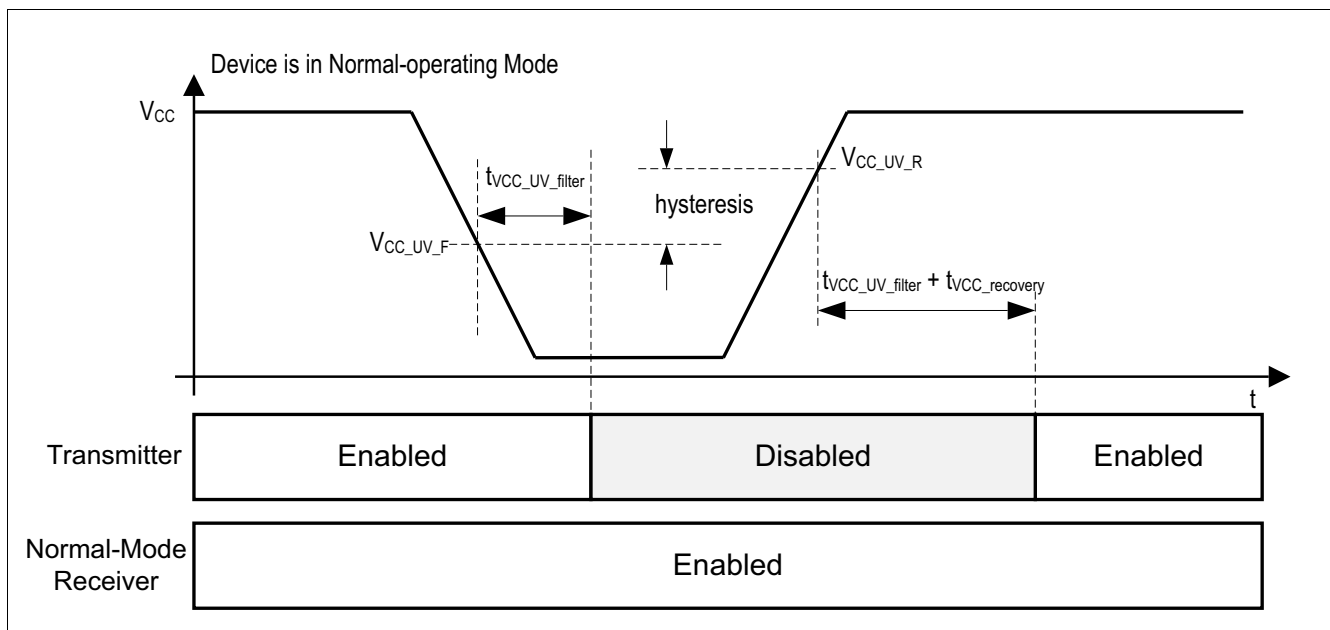 Device is in Normal-operating Mode
VCC
VCC_UV_R
tVCC_UV_filter
hysteresis
VCC_UV_F
tVCC_UV_filter + tVCC_recovery
t
Transmitter
Enabled
Disabled
Enabled
Normal-Mode
Receiver
Enabled